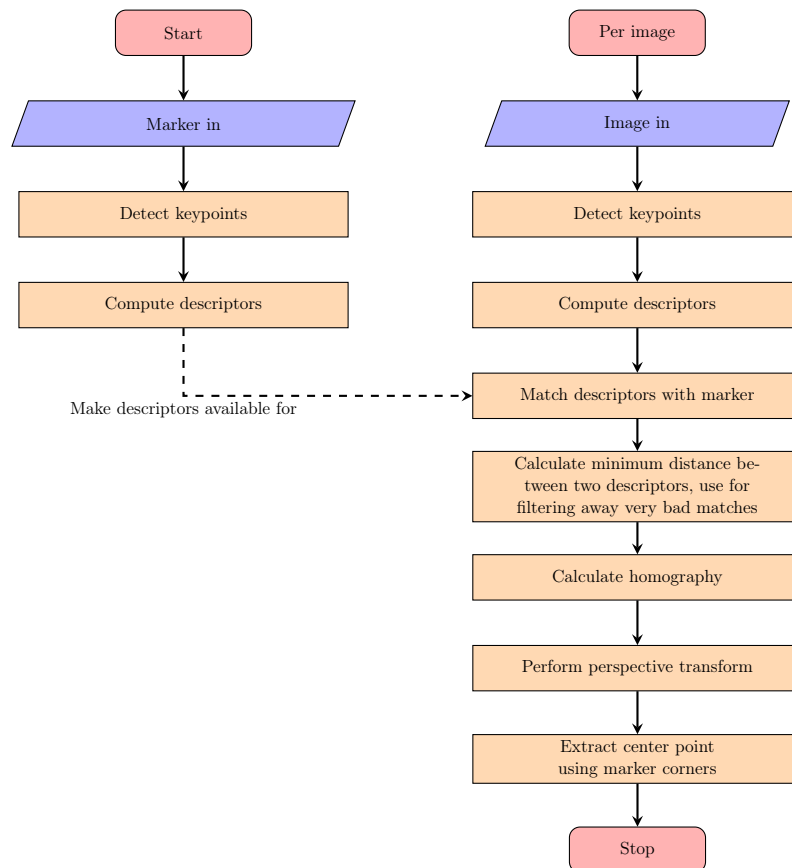 Start
Marker in
Detect keypoints
Compute descriptors
Make descriptors available for
Per image
Image in
Detect keypoints
Compute descriptors
Match descriptors with marker
Calculate minimum distance be-
tween two descriptors, use for
filtering away very bad matches
Calculate homography
Perform perspective transform
Extract center point
using marker corners
Stop